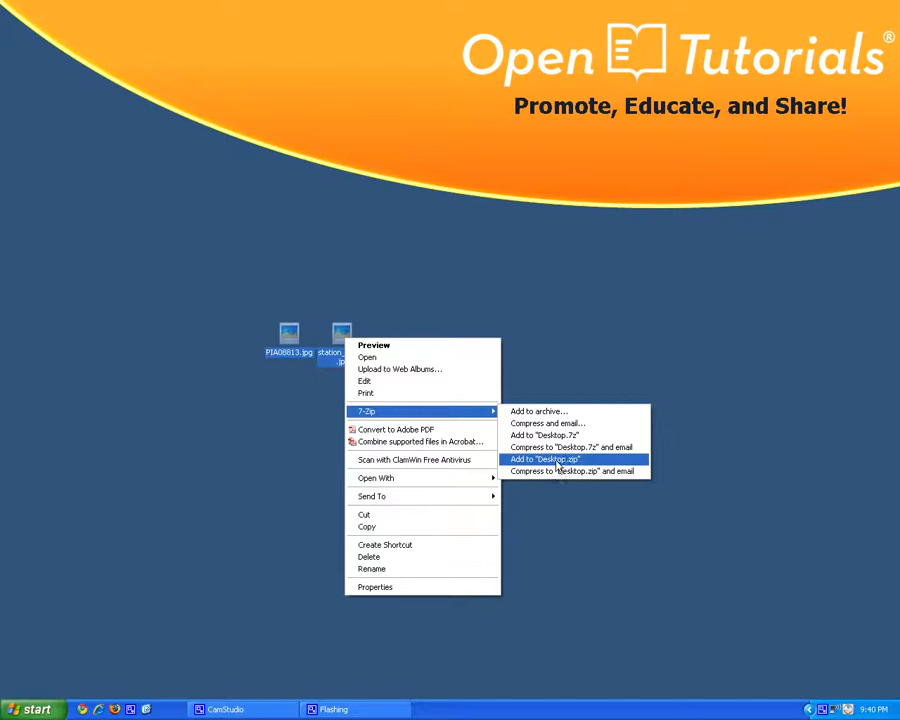 Open Tutorials®
Promote, Educate, and Share!
PIA08813.jpg
station_
.jp
Preview
Open
Upload to Web Albums...
Edit
Print
7-Zip
Convert to Adobe PDF
Combine supported files in Acrobat...
Scan with ClamWin Free Antivirus
Open With
Send To
Cut
Copy
Create Shortcut
Delete
Rename
Properties
Add to archive...
Compress and email...
Add to "Desktop.7z"
Compress to "Desktop.7z" and email
Add to "Desktop.zip"
Compress to "Desktop.zip" and email
start
CamStudio
Flashing
9:40 PM